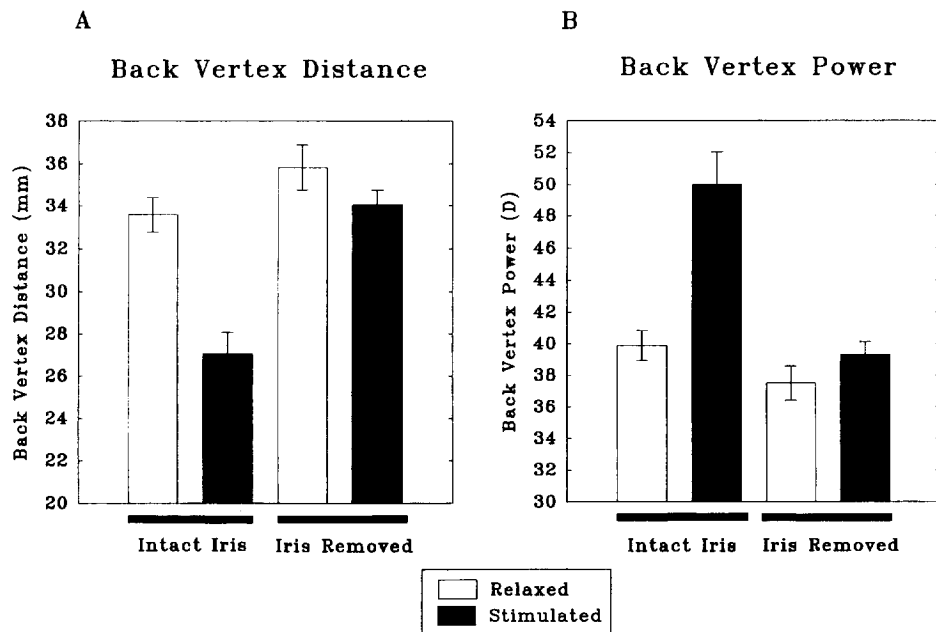 A
Back Vertex Distance
Back Vertex Distance (mm)
38
36
34
32
30
28
26
24
22
20
Intact Iris
Iris Removed
B
Back Vertex Power
Back Vertex Power (D)
54
52
50
48
46
44
42
40
38
36
34
32
30
Intact Iris
Iris Removed
Relaxed
Stimulated